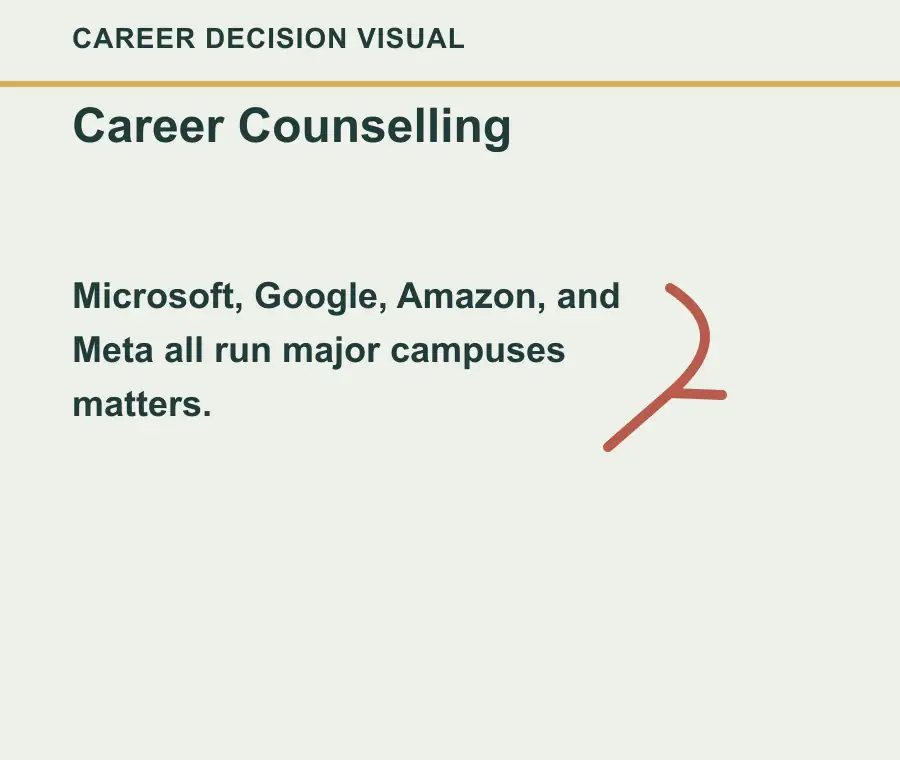 CAREER DECISION VISUAL
Career Counselling
Microsoft, Google, Amazon, and
Meta all run major campuses
matters.